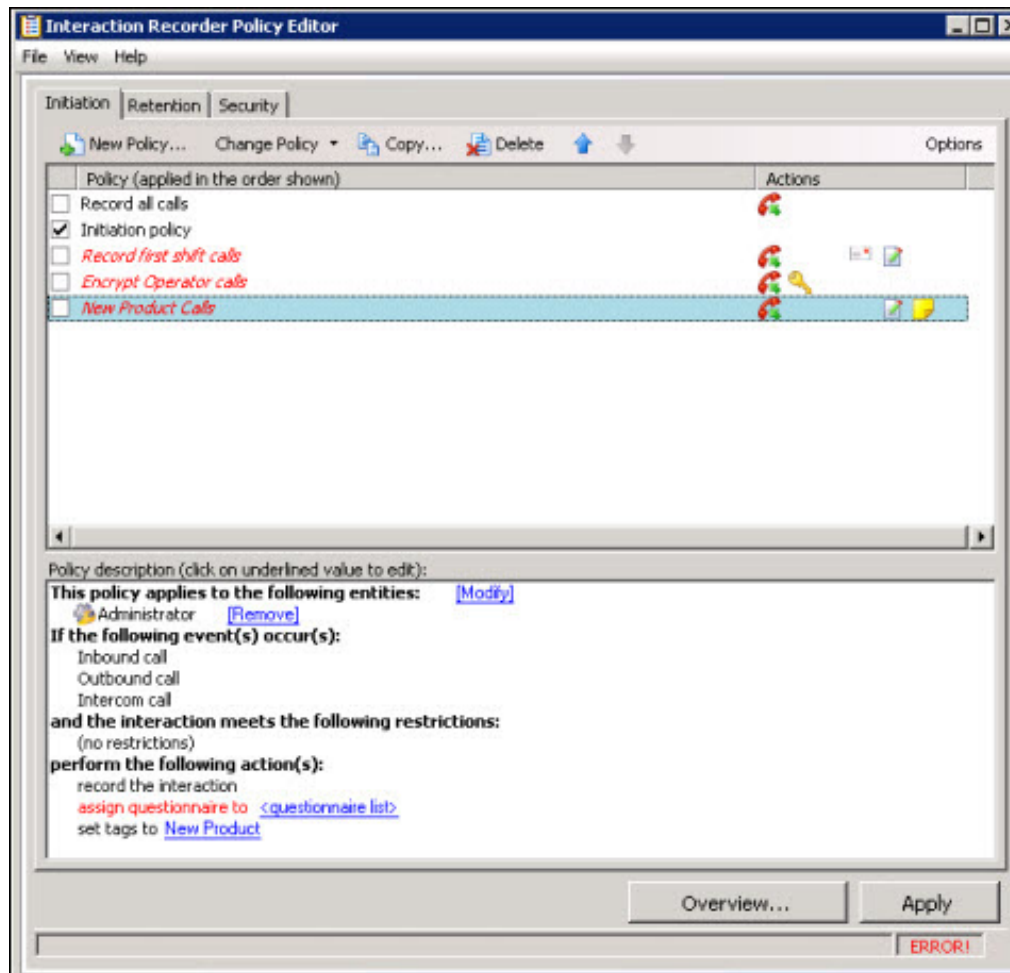 Interaction Recorder Policy Editor
File View Help
Initiation Retention Security
New Policy... Change Policy Copy... Delete Options
Policy (applied in the order shown) Actions
Record all calls
Initiation policy
Record first shift calls
Encrypt Operator calls
New Product Calls
Policy description (click on underlined value to edit):
This policy applies to the following entities: [Modify]
Administrator [Remove]
If the following event(s) occur(s):
Inbound call
Outbound call
Intercom call
and the interaction meets the following restrictions:
(no restrictions)
perform the following action(s):
record the interaction
assign questionnaire to <questionnaire list>
set tags to New Product
Overview... Apply
ERROR!